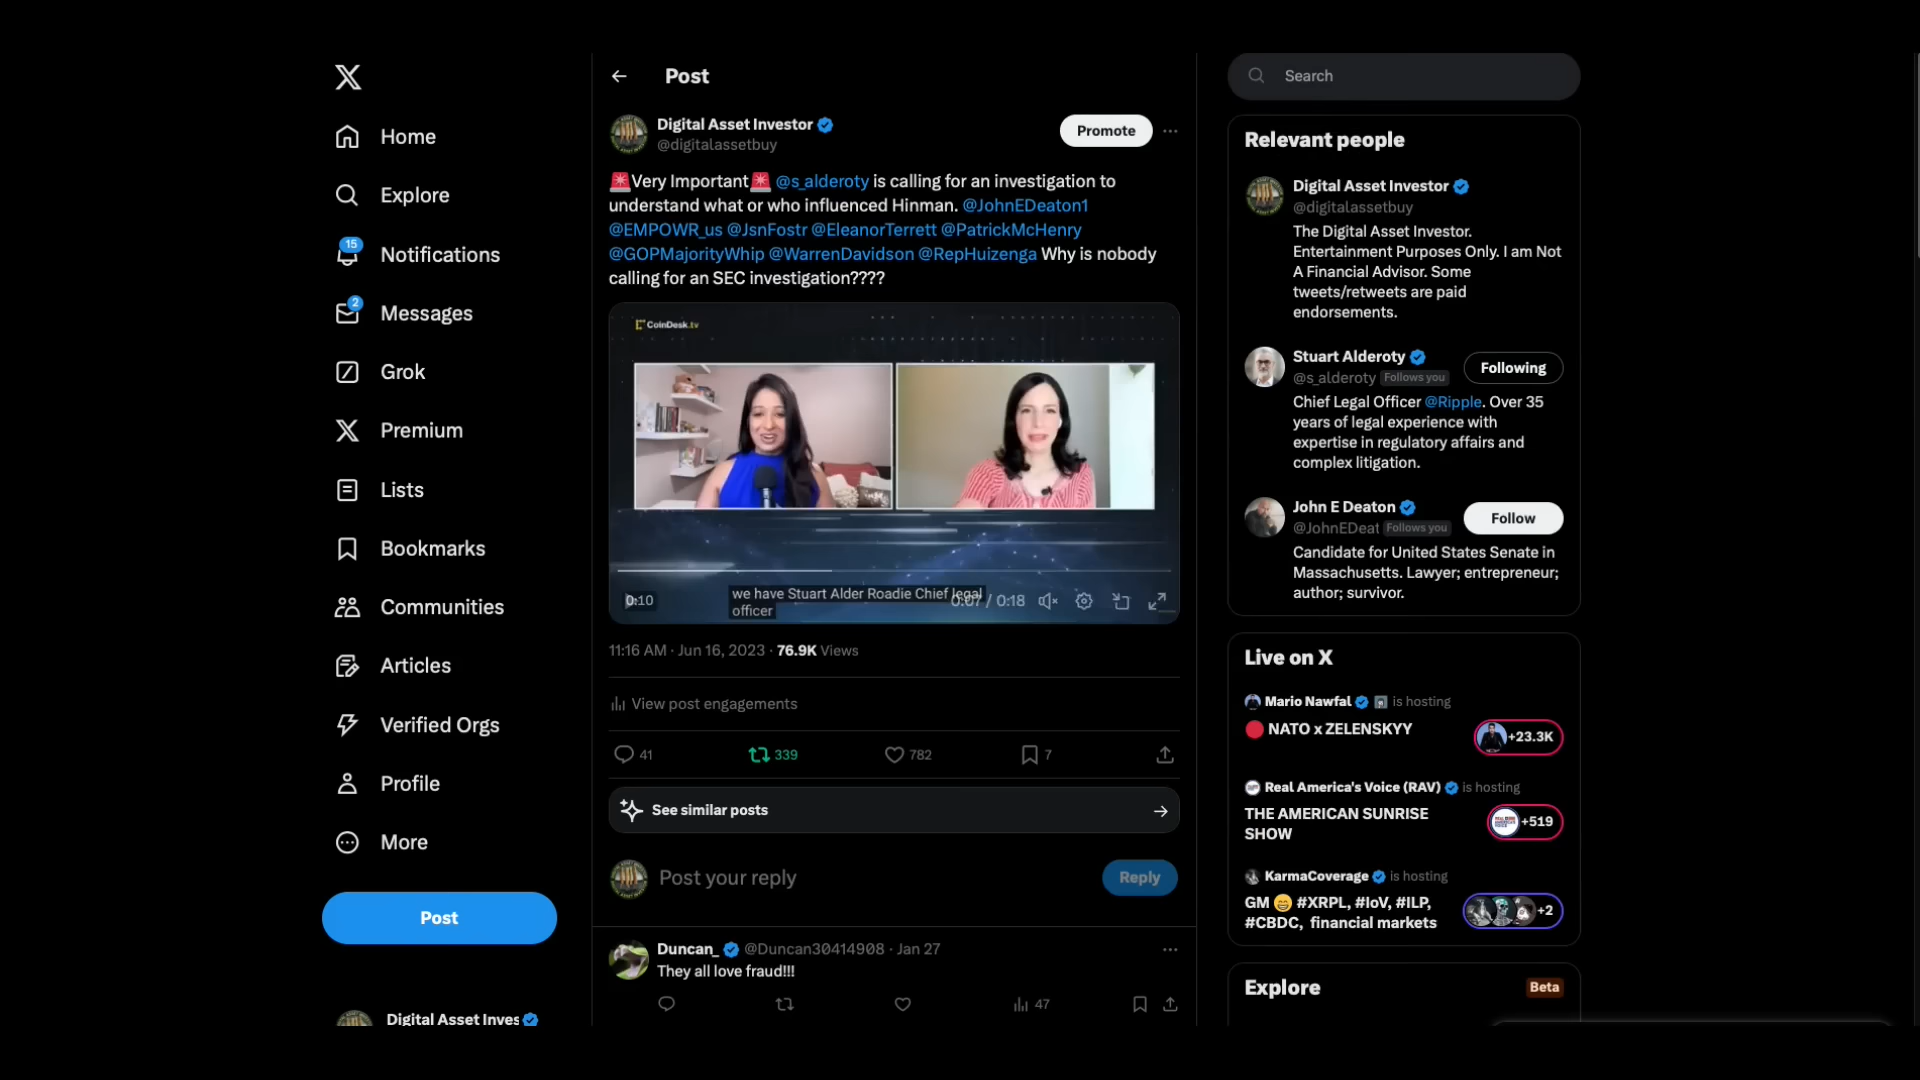 Home
Explore
15
Notifications
2
Messages
Grok
Premium
Lists
Bookmarks
Communities
Articles
Verified Orgs
Profile
More
Post
Digital Asset Inves
Post
Digital Asset Investor
@digitalassetbuy
Promote
🚨Very Important🚨 @s_alderoty is calling for an investigation to
understand what or who influenced Hinman. @JohnEDeaton1
@EMPOWR_us @JsnFostr @EleanorTerrett @PatrickMcHenry
@GOPMajorityWhip @WarrenDavidson @RepHuizenga Why is nobody
calling for an SEC investigation????
CoinDesk.tv
0:10
we have Stuart Alder Roadie Chief legal
officer
0:07 / 0:18
11:16 AM · Jun 16, 2023 · 76.9K Views
View post engagements
41
339
782
7
See similar posts
Post your reply
Reply
Duncan_ @Duncan30414908 · Jan 27
They all love fraud!!!
47
Search
Relevant people
Digital Asset Investor
@digitalassetbuy
The Digital Asset Investor.
Entertainment Purposes Only. I am Not
A Financial Advisor. Some
tweets/retweets are paid
endorsements.
Stuart Alderoty
@s_alderoty Follows you
Following
Chief Legal Officer @Ripple. Over 35
years of legal experience with
expertise in regulatory affairs and
complex litigation.
John E Deaton
@JohnEDeat Follows you
Follow
Candidate for United States Senate in
Massachusetts. Lawyer; entrepreneur;
author; survivor.
Live on X
Mario Nawfal is hosting
🔴 NATO x ZELENSKYY
+23.3K
Real America's Voice (RAV) is hosting
THE AMERICAN SUNRISE
SHOW
+519
KarmaCoverage is hosting
GM 😁 #XRPL, #IoV, #ILP,
#CBDC, financial markets
+2
Explore
Beta